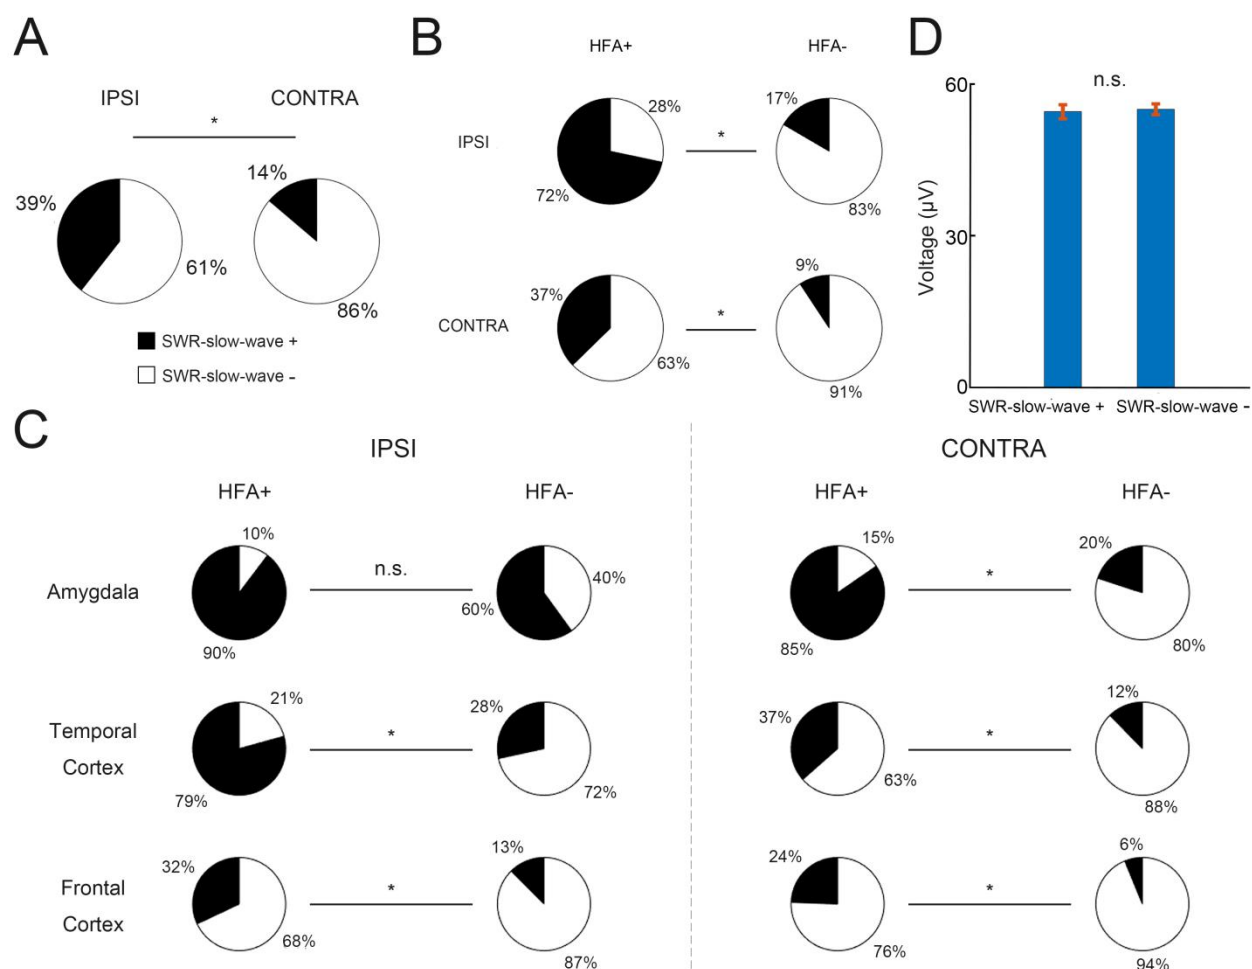 A
IPSI
CONTRA
*
39%
61%
14%
86%
SWR-slow-wave +
SWR-slow-wave -
B
HFA+
HFA-
IPSI
28%
72%
*
17%
83%
CONTRA
37%
63%
*
9%
91%
D
n.s.
60
30
0
Voltage (µV)
SWR-slow-wave +
SWR-slow-wave -
C
IPSI
CONTRA
HFA+
HFA-
HFA+
HFA-
Amygdala
10%
90%
n.s.
40%
60%
15%
85%
*
20%
80%
Temporal
Cortex
21%
79%
*
28%
72%
37%
63%
*
12%
88%
Frontal
Cortex
32%
68%
*
13%
87%
24%
76%
*
6%
94%